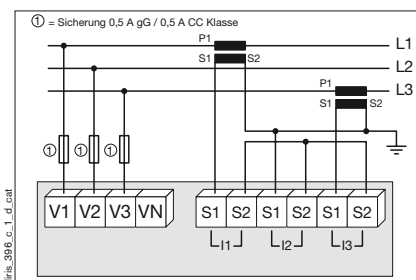 ① = Sicherung 0,5 A gG / 0,5 A CC Klasse
P1
L1
S1 S2
L2
P1
L3
S1 S2
① ① ①
V1 V2 V3 VN S1 S2 S1 S2 S1 S2
I1 I2 I3
iris_396_c_1_d_cat